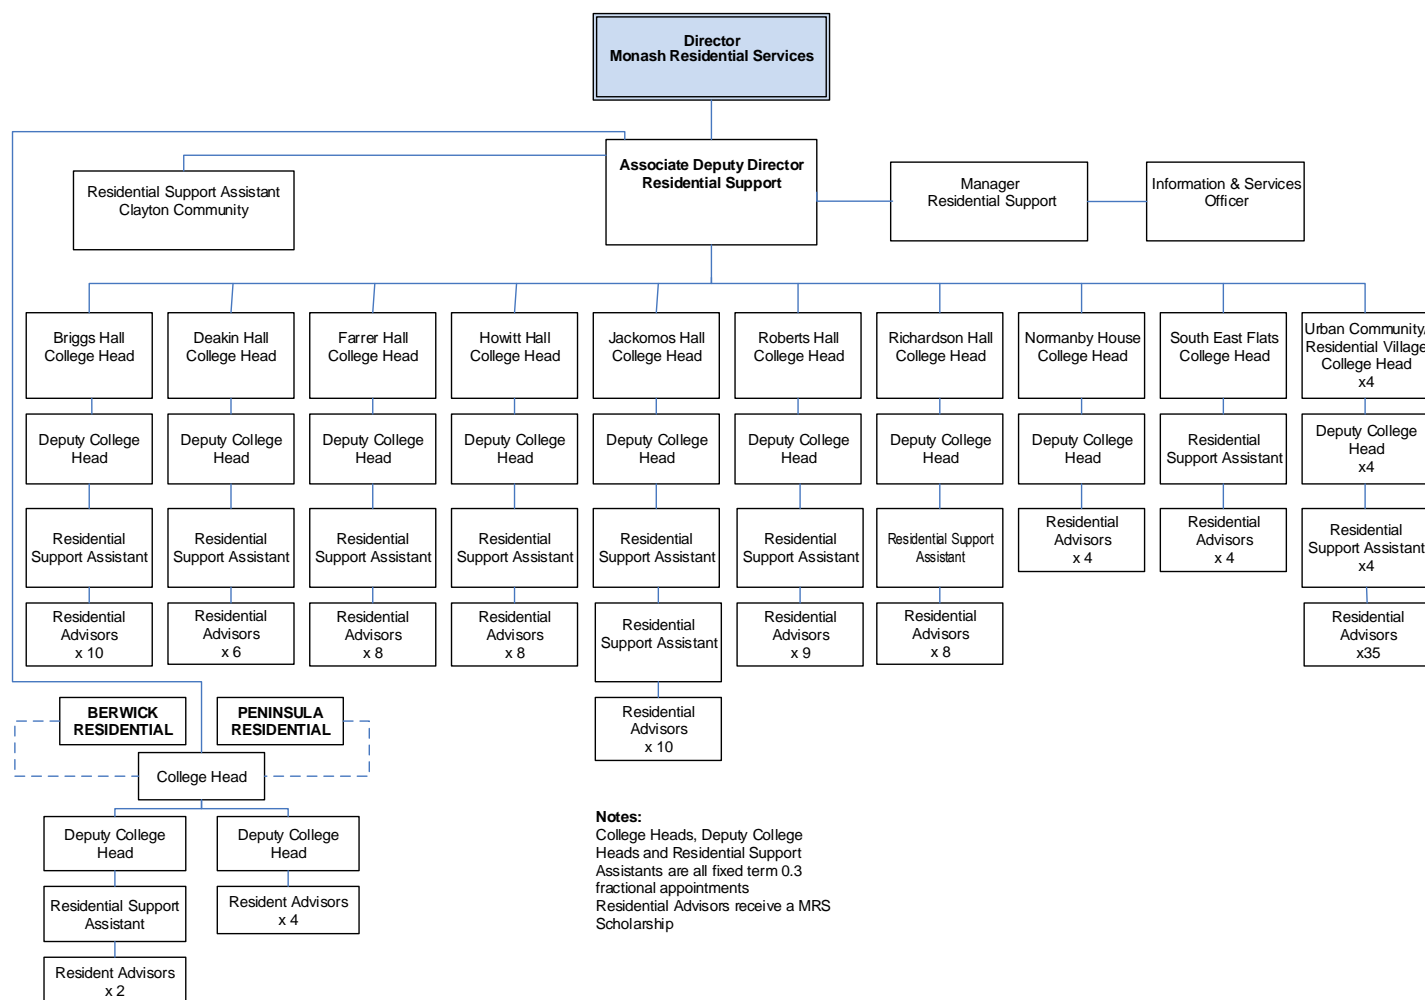 Director
Monash Residential Services
Associate Deputy Director
Residential Support
Residential Support Assistant
Clayton Community
Manager
Residential Support
Information & Services
Officer
Briggs Hall
College Head
Deakin Hall
College Head
Farrer Hall
College Head
Howitt Hall
College Head
Jackomos Hall
College Head
Roberts Hall
College Head
Richardson Hall
College Head
Normanby House
College Head
South East Flats
College Head
Urban Community/
Residential Village
College Head
x4
Deputy College
Head
Deputy College
Head
Deputy College
Head
Deputy College
Head
Deputy College
Head
Deputy College
Head
Deputy College
Head
Deputy College
Head
Residential
Support Assistant
Deputy College
Head
x4
Residential
Support Assistant
Residential
Support Assistant
Residential
Support Assistant
Residential
Support Assistant
Residential
Support Assistant
Residential
Support Assistant
Residential Support
Assistant
Residential
Advisors
x 4
Residential
Advisors
x 4
Residential
Support Assistant
x4
Residential
Advisors
x 10
Residential
Advisors
x 6
Residential
Advisors
x 8
Residential
Advisors
x 8
Residential
Support Assistant
Residential
Advisors
x 9
Residential
Advisors
x 8
Residential
Advisors
x35
Residential
Advisors
x 10
BERWICK
RESIDENTIAL
PENINSULA
RESIDENTIAL
College Head
Deputy College
Head
Deputy College
Head
Residential Support
Assistant
Resident Advisors
x 4
Resident Advisors
x 2
Notes:
College Heads, Deputy College
Heads and Residential Support
Assistants are all fixed term 0.3
fractional appointments
Residential Advisors receive a MRS
Scholarship